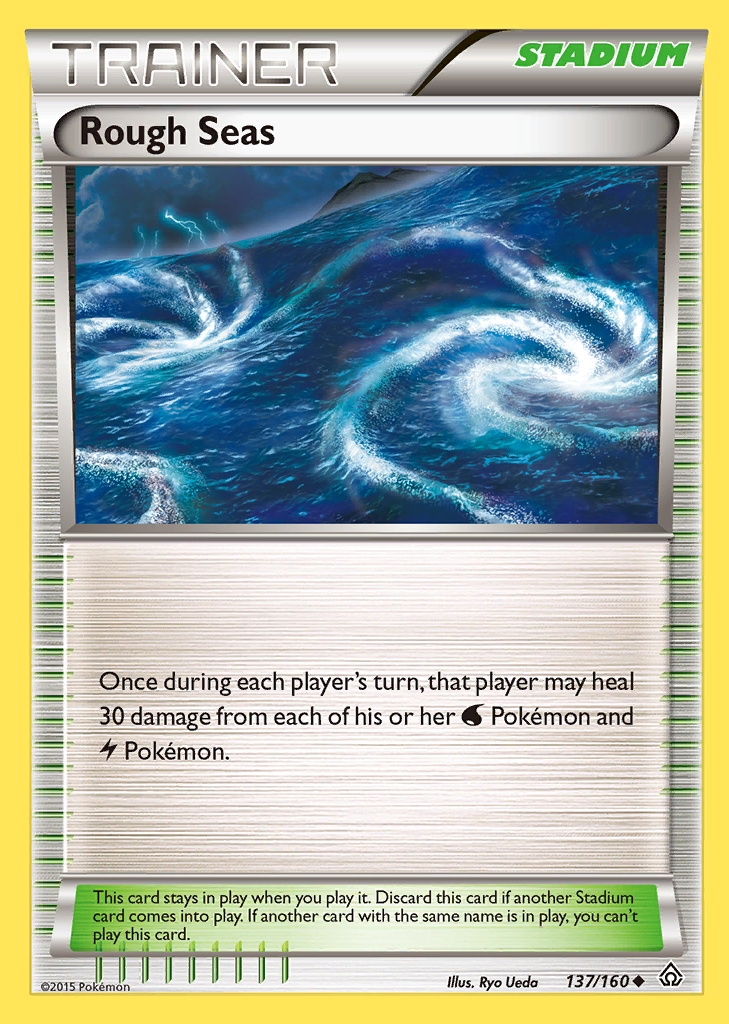 TRAINER
STADIUM
Rough Seas
Once during each player's turn, that player may heal
30 damage from each of his or her Pokémon and
Pokémon.
This card stays in play when you play it. Discard this card if another Stadium
card comes into play. If another card with the same name is in play, you can't
play this card.
©2015 Pokémon
Illus. Ryo Ueda
137/160